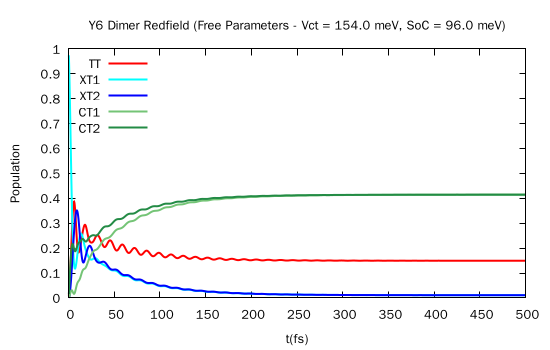 Y6 Dimer Redfield (Free Parameters - Vct = 154.0 meV, SoC = 96.0 meV)
1
0.9
0.8
0.7
0.6
0.5
0.4
0.3
0.2
0.1
0
Population
TT
XT1
XT2
CT1
CT2
0 50 100 150 200 250 300 350 400 450 500
t(fs)